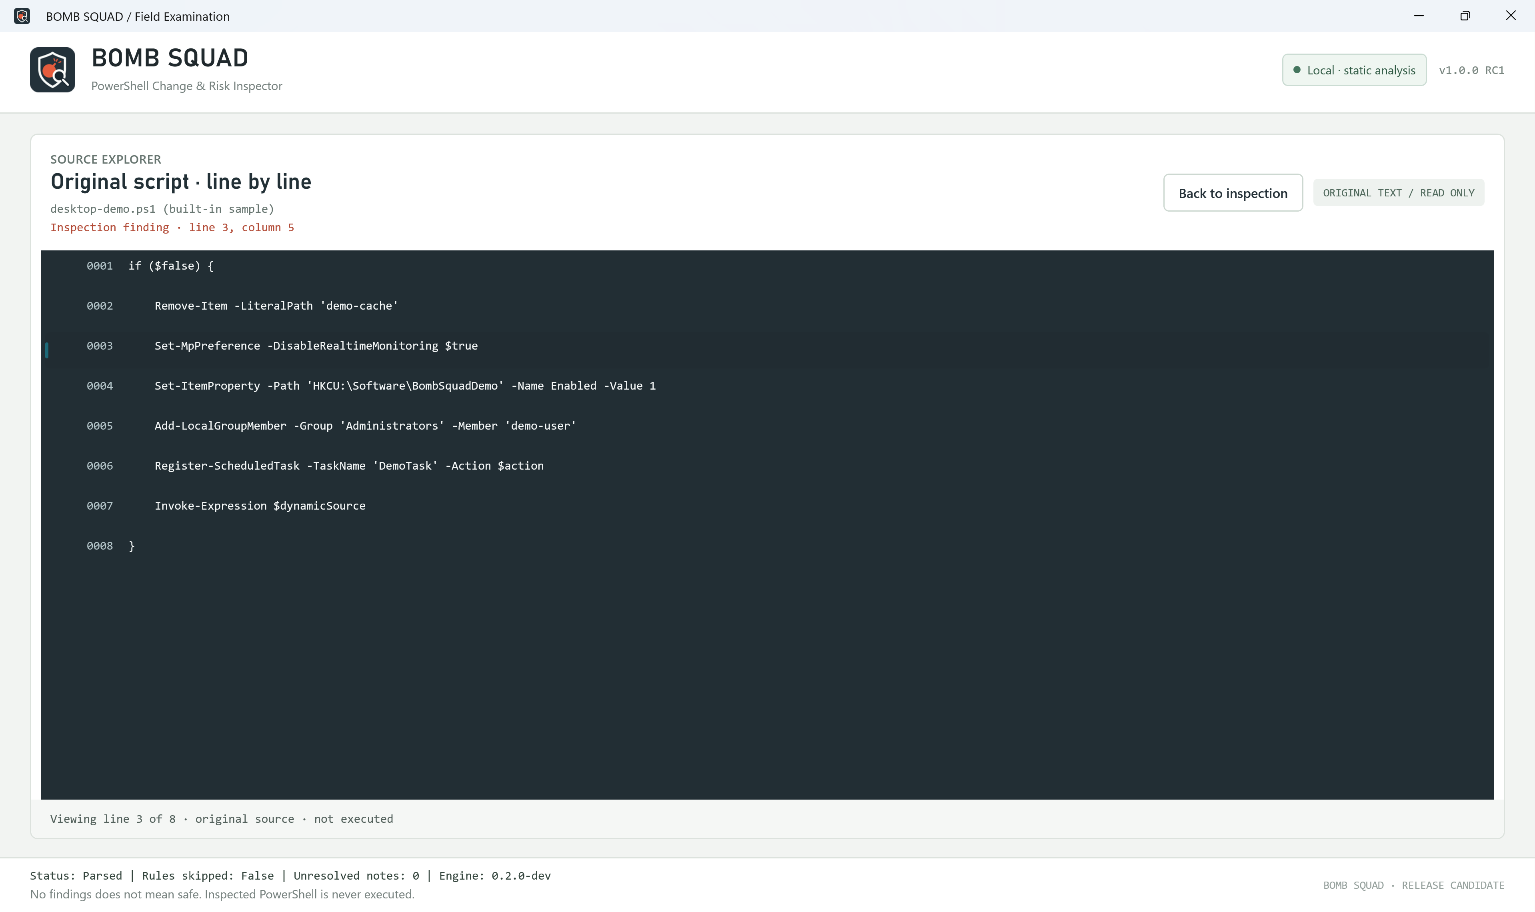 BOMB SQUAD / Field Examination
BOMB SQUAD
PowerShell Change & Risk Inspector
Local · static analysis
v1.0.0 RC1
SOURCE EXPLORER
Original script · line by line
desktop-demo.ps1 (built-in sample)
Inspection finding · line 3, column 5
Back to inspection
ORIGINAL TEXT / READ ONLY
0001 if ($false) {
0002     Remove-Item -LiteralPath 'demo-cache'
0003     Set-MpPreference -DisableRealtimeMonitoring $true
0004     Set-ItemProperty -Path 'HKCU:\Software\BombSquadDemo' -Name Enabled -Value 1
0005     Add-LocalGroupMember -Group 'Administrators' -Member 'demo-user'
0006     Register-ScheduledTask -TaskName 'DemoTask' -Action $action
0007     Invoke-Expression $dynamicSource
0008 }
Viewing line 3 of 8 · original source · not executed
Status: Parsed | Rules skipped: False | Unresolved notes: 0 | Engine: 0.2.0-dev
No findings does not mean safe. Inspected PowerShell is never executed.
BOMB SQUAD · RELEASE CANDIDATE